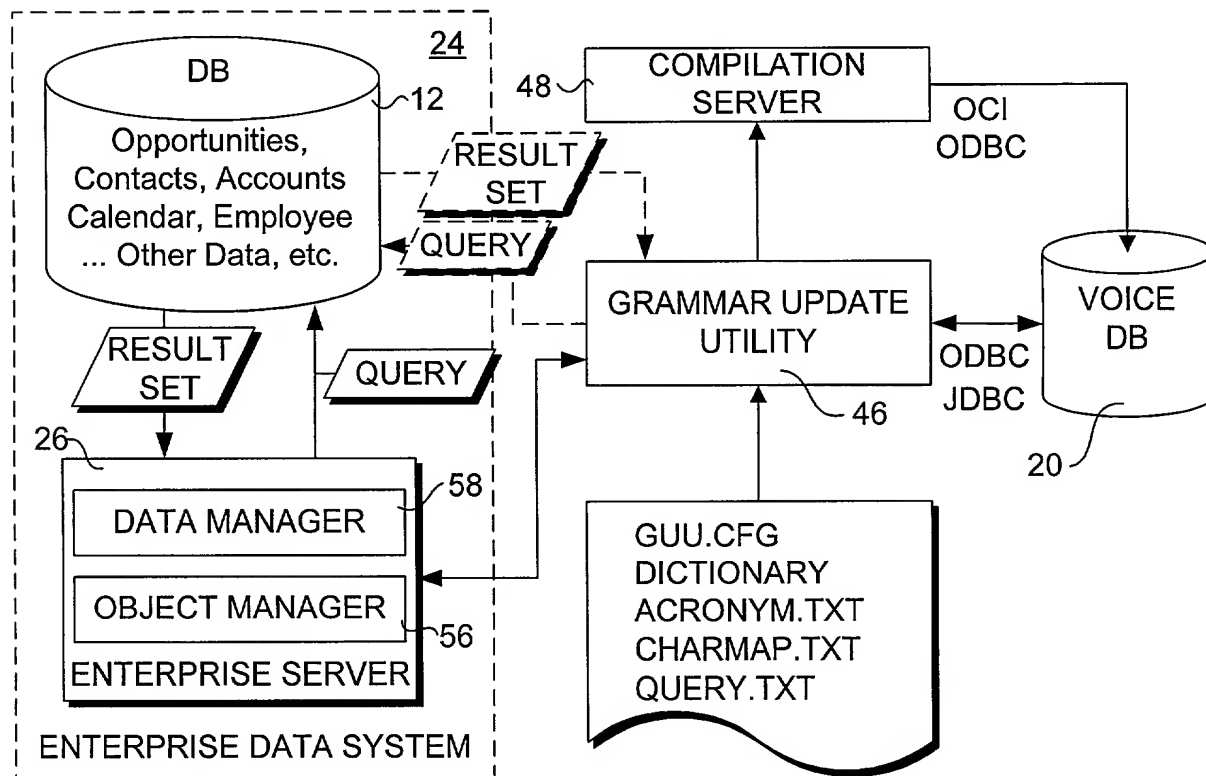 24
DB
12
Opportunities,
Contacts, Accounts
Calendar, Employee
... Other Data, etc.
RESULT
SET
QUERY
RESULT
SET
QUERY
26
DATA MANAGER
58
OBJECT MANAGER
56
ENTERPRISE SERVER
ENTERPRISE DATA SYSTEM
48
COMPILATION
SERVER
OCI
ODBC
GRAMMAR UPDATE
UTILITY
46
ODBC
JDBC
VOICE
DB
20
GUU.CFG
DICTIONARY
ACRONYM.TXT
CHARMAP.TXT
QUERY.TXT